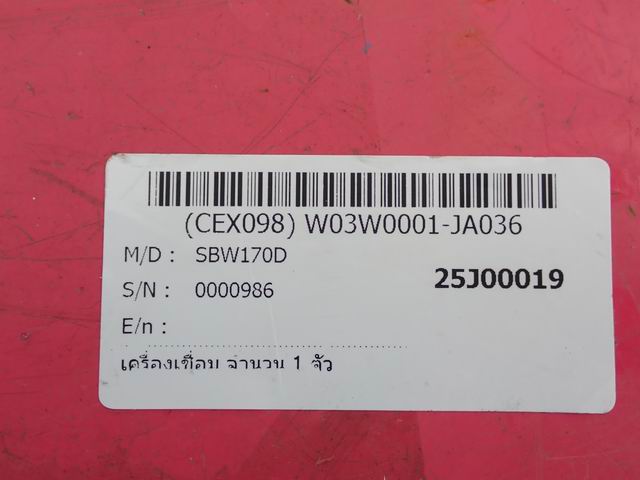 (CEX098) W03W0001-JA036
M/D : SBW170D
S/N : 0000986
25J00019
E/n :
เครื่องเชื่อม จำนวน 1 จัว